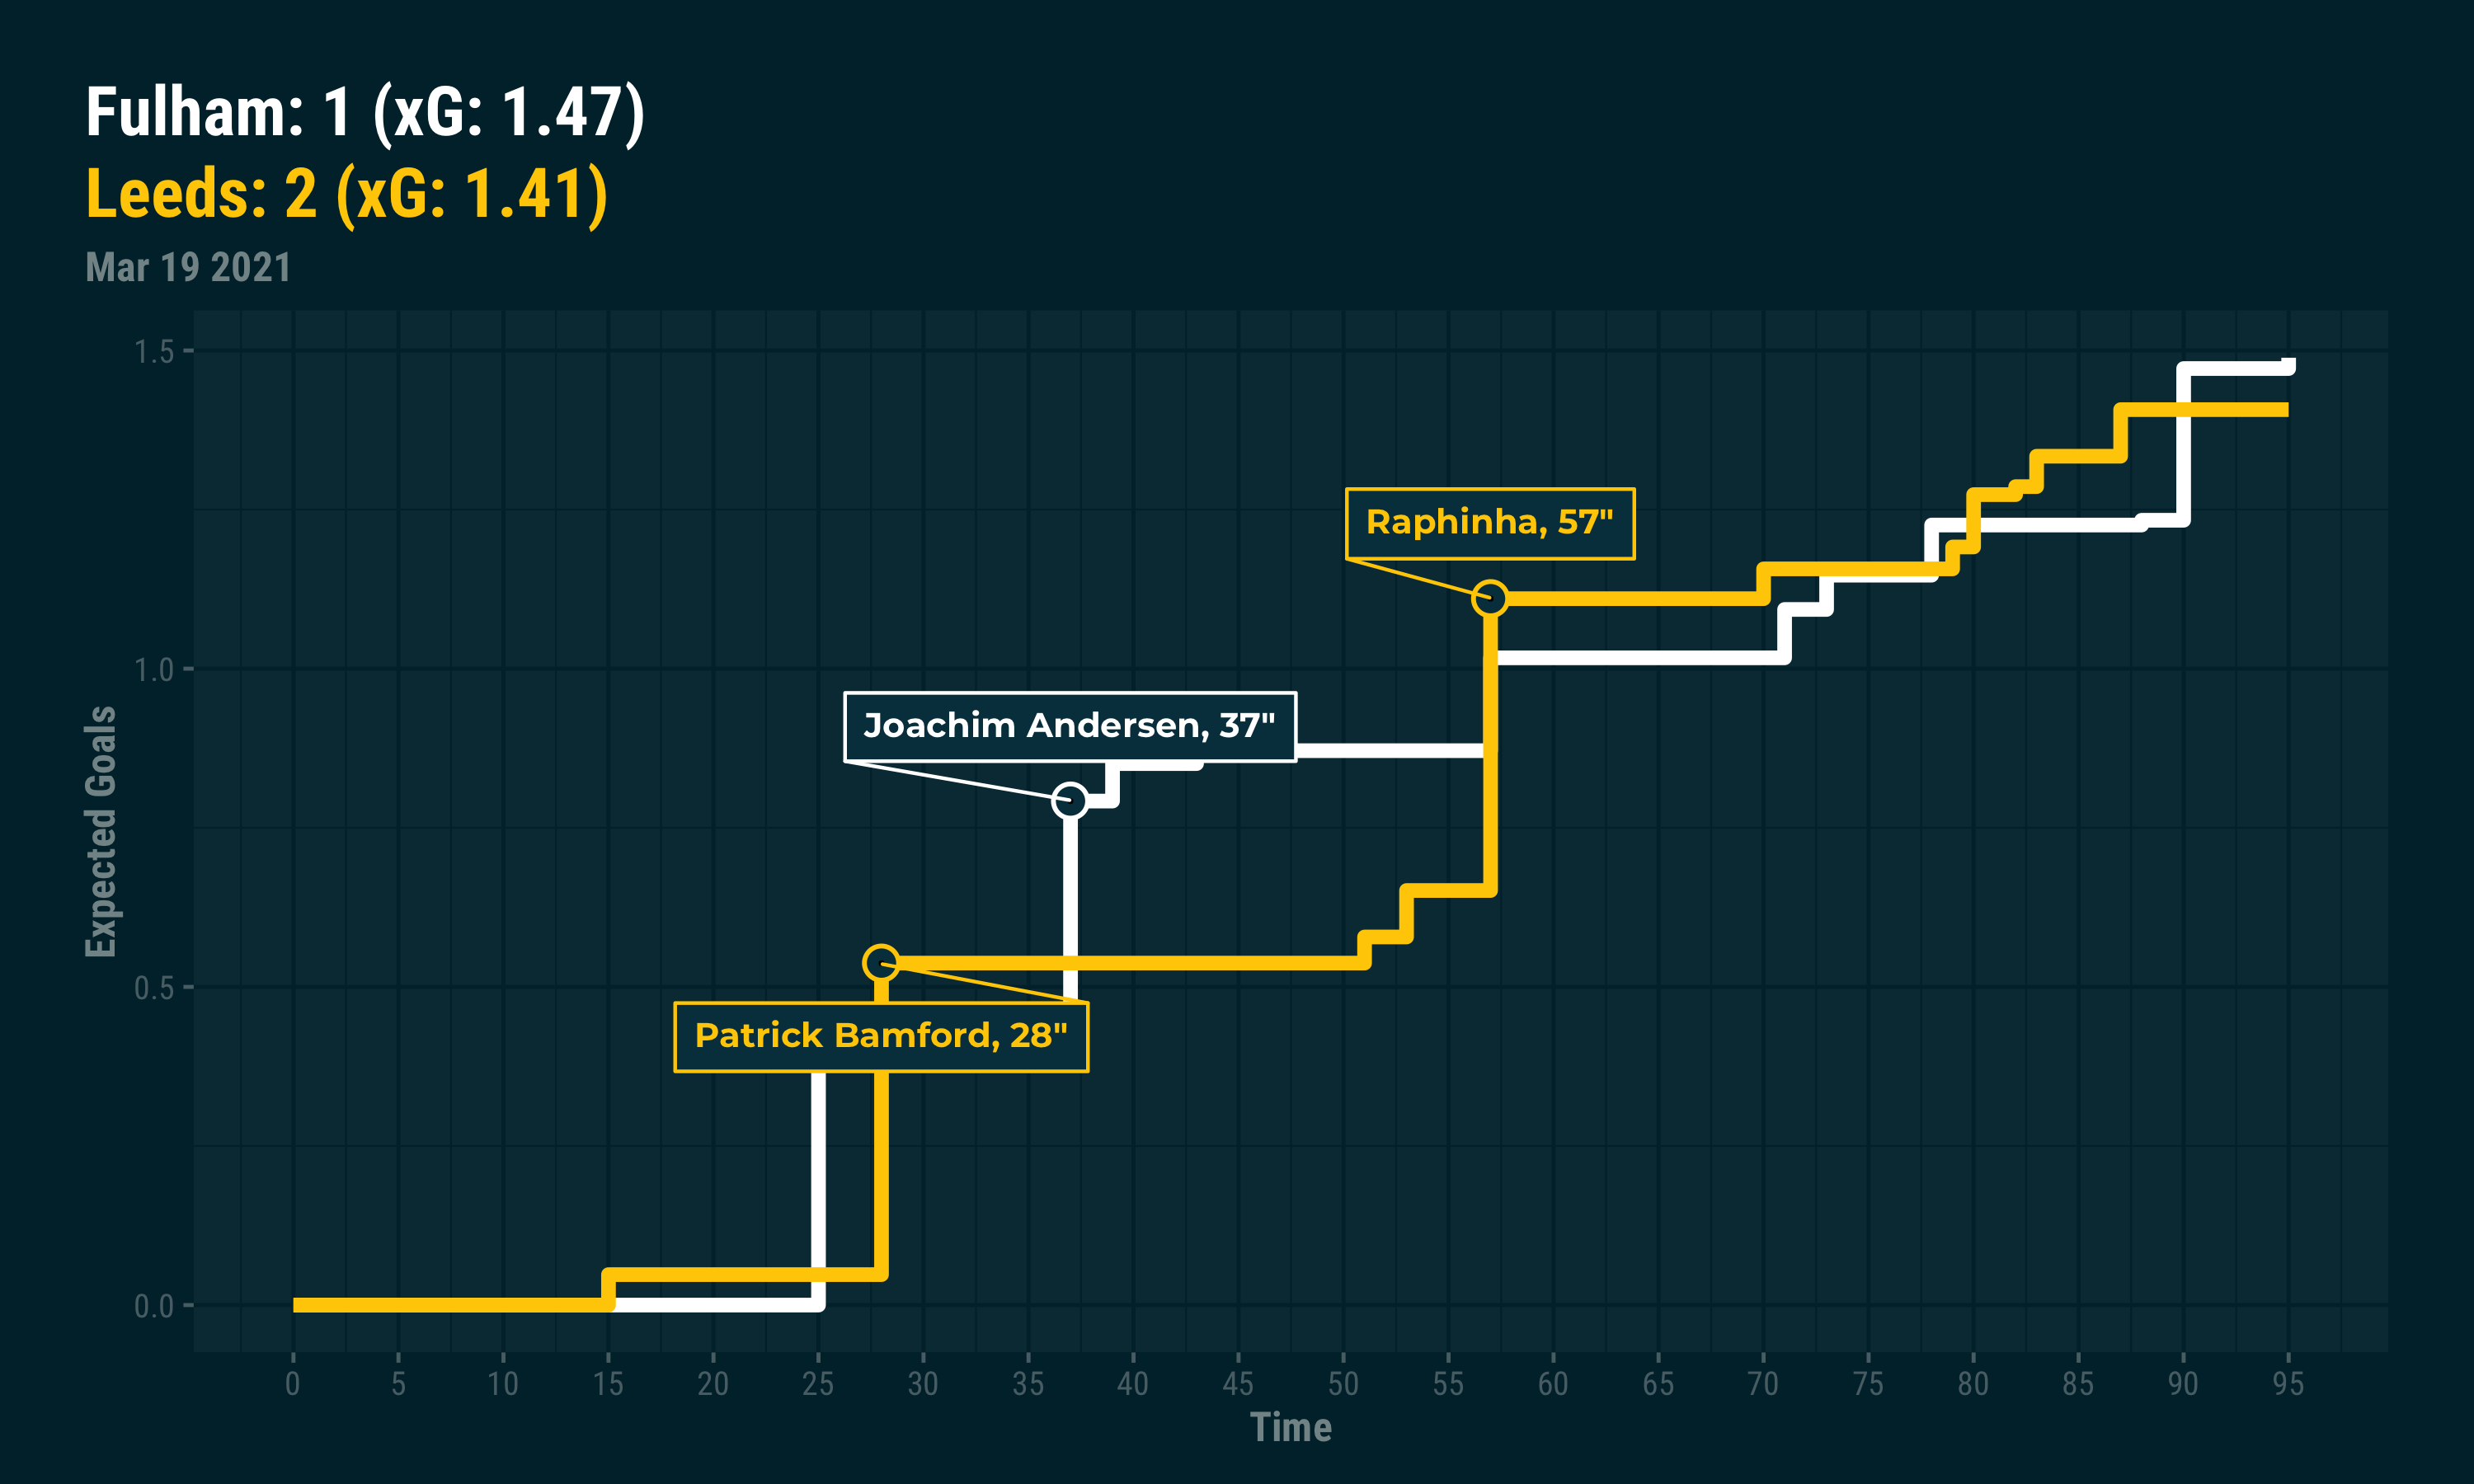 Fulham: 1 (xG: 1.47)
Leeds: 2 (xG: 1.41)
Mar 19 2021
1.5
1.0
0.5
0.0
Expected Goals
Raphinha, 57"
Joachim Andersen, 37"
Patrick Bamford, 28"
0 5 10 15 20 25 30 35 40 45 50 55 60 65 70 75 80 85 90 95
Time